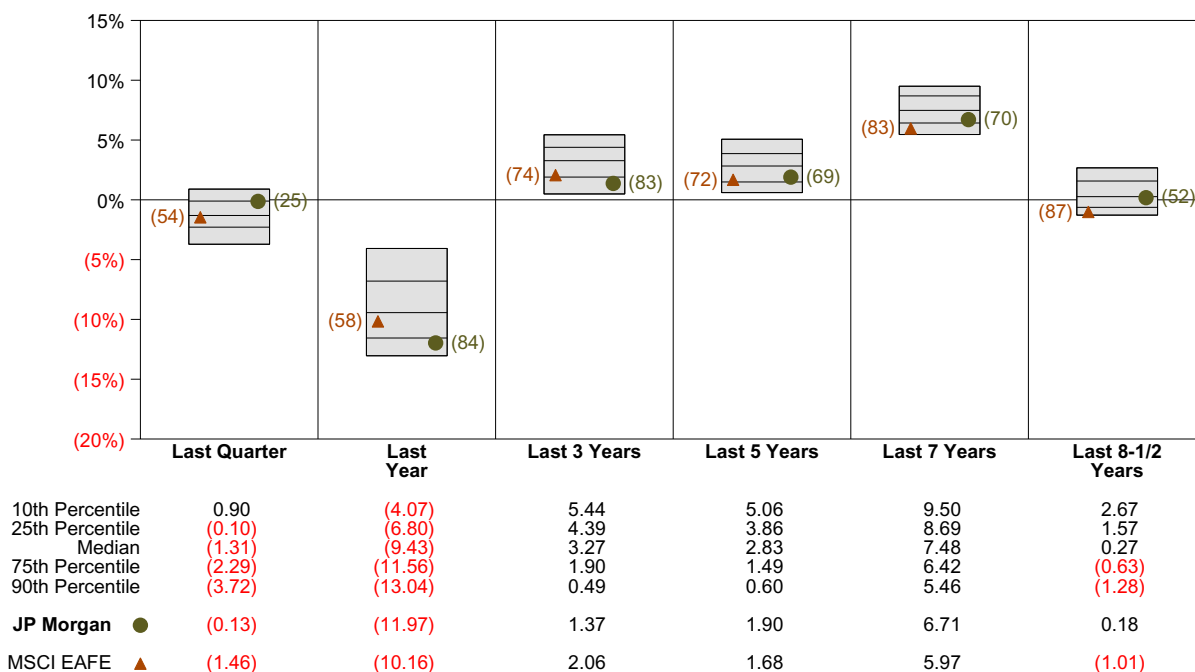 15%
10%
5%
0%
(5%)
(10%)
(15%)
(20%)
(54) (25)
(58) (84)
(74) (83)
(72) (69)
(83) (70)
(87) (52)
Last Quarter Last Year Last 3 Years Last 5 Years Last 7 Years Last 8-1/2 Years
10th Percentile 0.90 (4.07) 5.44 5.06 9.50 2.67
25th Percentile (0.10) (6.80) 4.39 3.86 8.69 1.57
Median (1.31) (9.43) 3.27 2.83 7.48 0.27
75th Percentile (2.29) (11.56) 1.90 1.49 6.42 (0.63)
90th Percentile (3.72) (13.04) 0.49 0.60 5.46 (1.28)
JP Morgan (0.13) (11.97) 1.37 1.90 6.71 0.18
MSCI EAFE (1.46) (10.16) 2.06 1.68 5.97 (1.01)